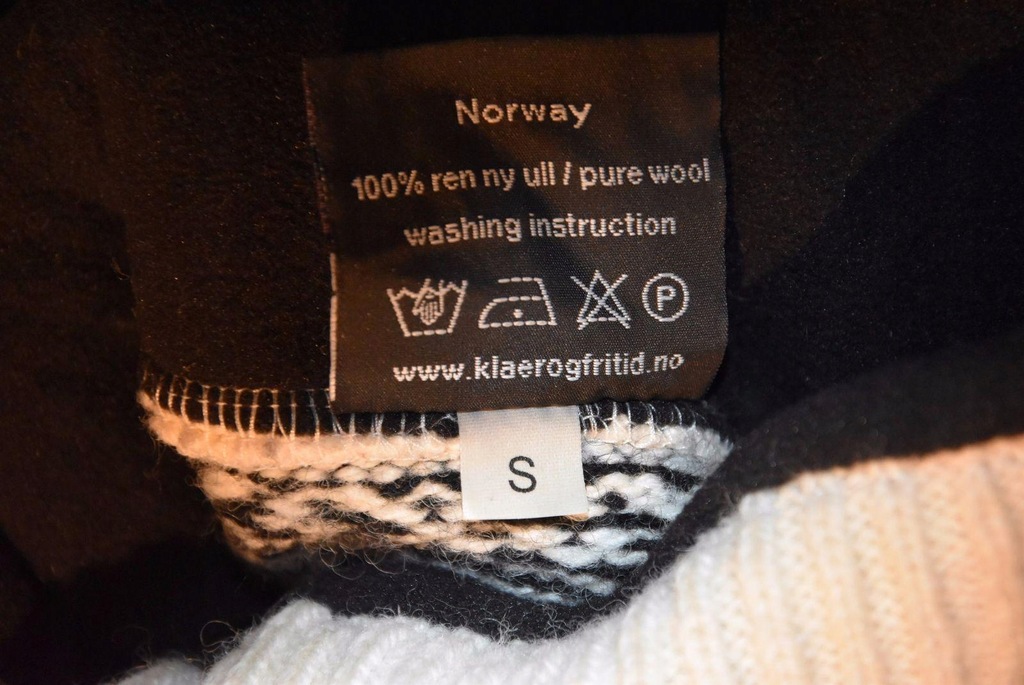 Norway
100% ren ny ull / pure wool
washing instruction
P
www.klaerogfritid.no
S